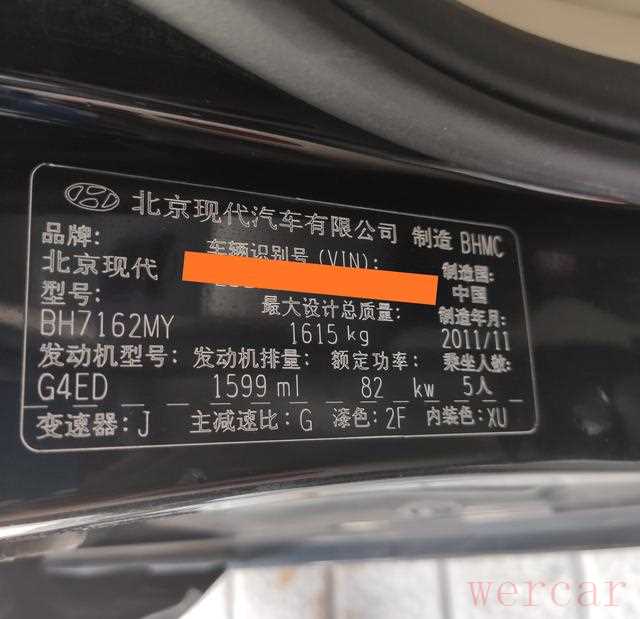 北京现代汽车有限公司 制造 BHMC
品牌: 车辆识别号(VIN): 制造国:
北京现代 中国
型号: 最大设计总质量: 制造年月:
BH7162MY 1615kg 2011/11
发动机型号: 发动机排量: 额定功率: 乘坐人数:
G4ED 1599ml 82 kw 5人
变速器:J 主减速比:G 漆色:2F 内装色:XU
wercar